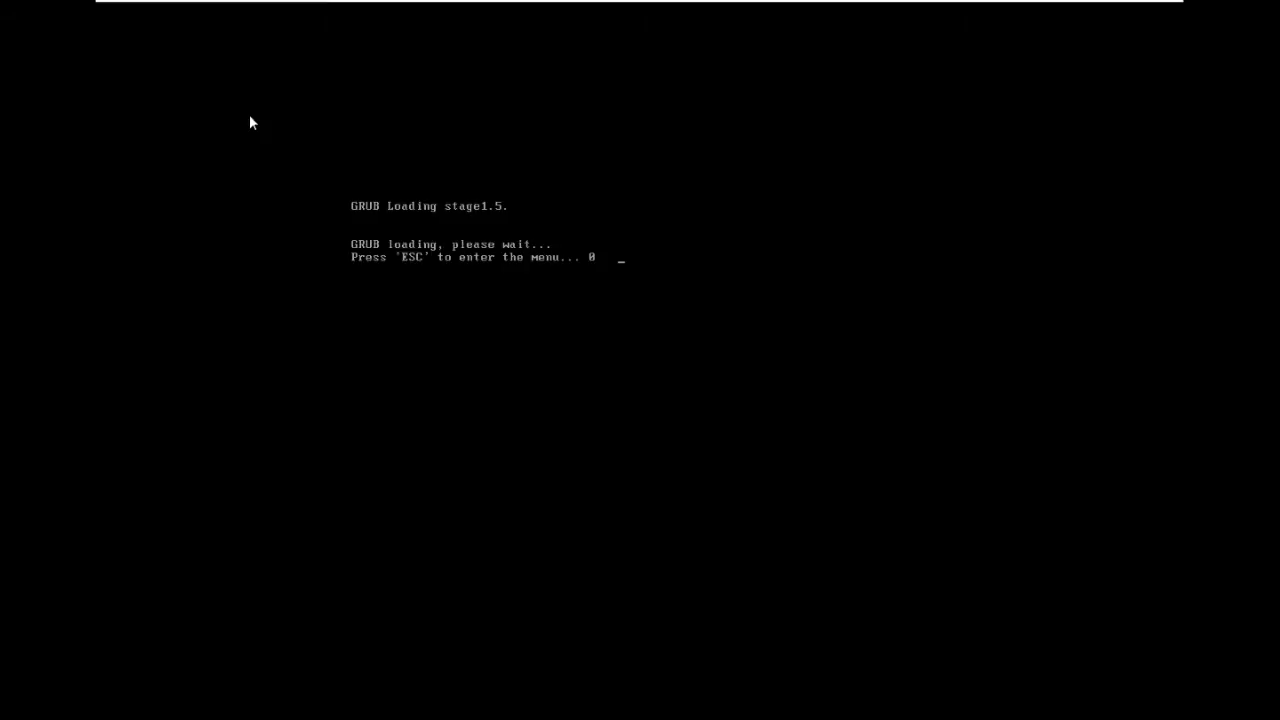 GRUB Loading stage1.5.
GRUB loading, please wait...
Press 'ESC' to enter the menu... 0